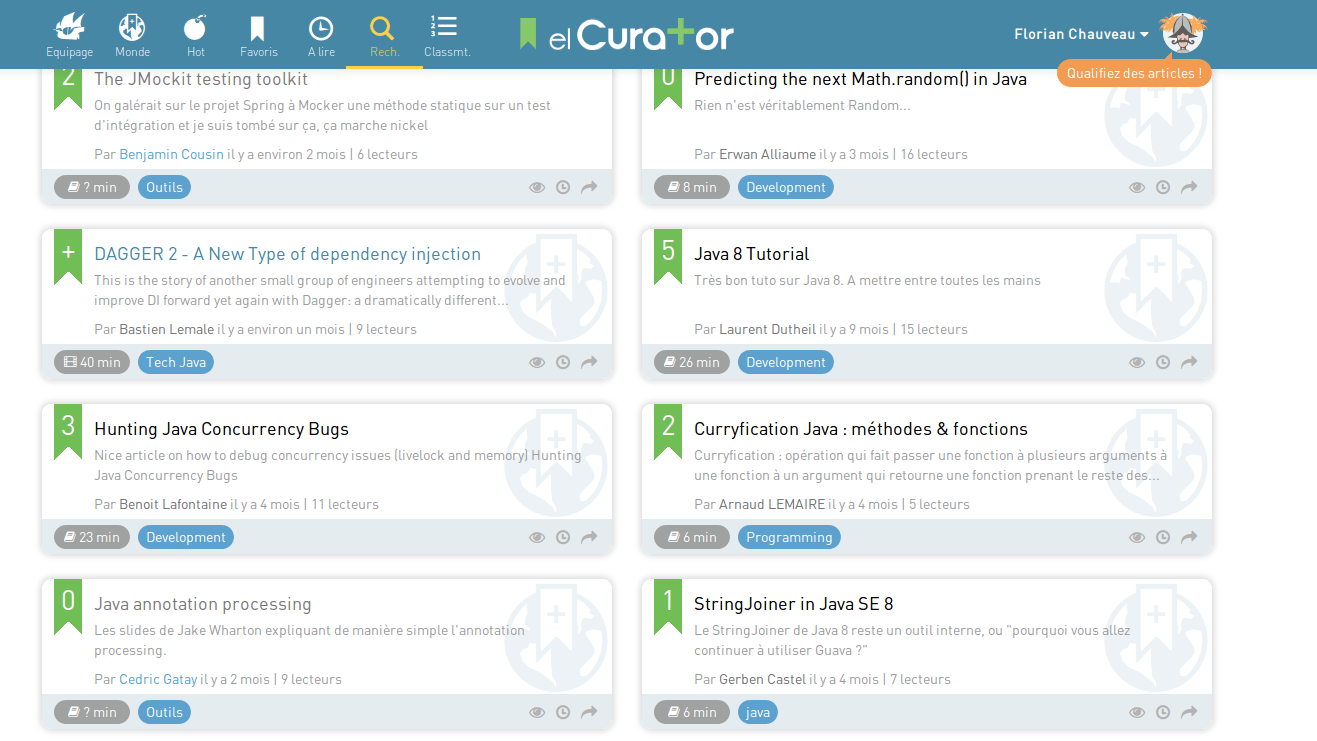 Equipage
Monde
Hot
Favoris
A lire
Rech.
1
2
3
Classmt.
el Cura+or
Florian Chauveau
Qualifiez des articles !
2
The JMockit testing toolkit
On galérait sur le projet Spring à Mocker une méthode statique sur un test
d'intégration et je suis tombé sur ça, ça marche nickel
Par Benjamin Cousin il y a environ 2 mois | 6 lecteurs
? min
Outils
0
Predicting the next Math.random() in Java
Rien n'est véritablement Random...
Par Erwan Alliaume il y a 3 mois | 16 lecteurs
8 min
Development
+
DAGGER 2 - A New Type of dependency injection
This is the story of another small group of engineers attempting to evolve and
improve DI forward yet again with Dagger: a dramatically different...
Par Bastien Lemale il y a environ un mois | 9 lecteurs
40 min
Tech Java
5
Java 8 Tutorial
Très bon tuto sur Java 8. A mettre entre toutes les mains
Par Laurent Dutheil il y a 9 mois | 15 lecteurs
26 min
Development
3
Hunting Java Concurrency Bugs
Nice article on how to debug concurrency issues (livelock and memory) Hunting
Java Concurrency Bugs
Par Benoit Lafontaine il y a 4 mois | 11 lecteurs
23 min
Development
2
Curryfication Java : méthodes & fonctions
Curryfication : opération qui fait passer une fonction à plusieurs arguments à
une fonction à un argument qui retourne une fonction prenant le reste des...
Par Arnaud LEMAIRE il y a 4 mois | 5 lecteurs
6 min
Programming
0
Java annotation processing
Les slides de Jake Wharton expliquant de manière simple l'annotation
processing.
Par Cedric Gatay il y a 2 mois | 9 lecteurs
? min
Outils
1
StringJoiner in Java SE 8
Le StringJoiner de Java 8 reste un outil interne, ou "pourquoi vous allez
continuer à utiliser Guava ?"
Par Gerben Castel il y a 4 mois | 7 lecteurs
6 min
java